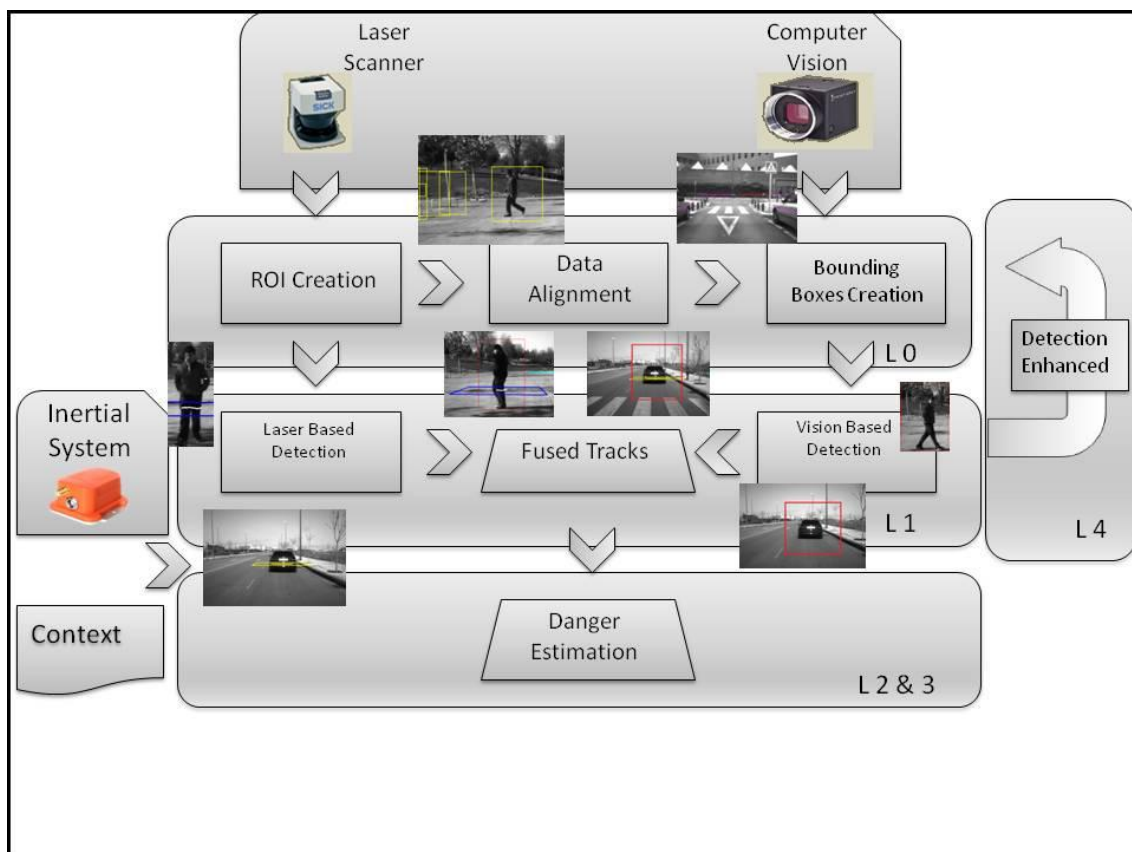 Laser
Scanner
Computer
Vision
SICK
ROI Creation
Data
Alignment
Bounding
Boxes Creation
L 0
Detection
Enhanced
L 4
Inertial
System
Laser Based
Detection
Fused Tracks
Vision Based
Detection
L 1
Context
Danger
Estimation
L 2 & 3